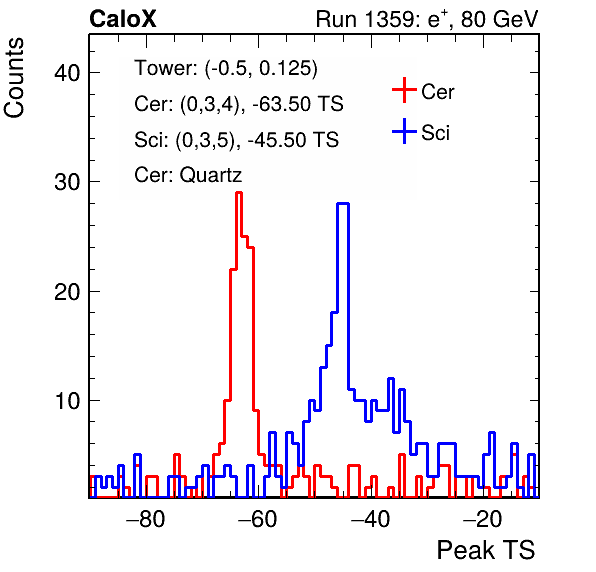 CaloX Run 1359: e⁺, 80 GeV
Counts
Tower: (-0.5, 0.125)
Cer: (0,3,4), -63.50 TS
Sci: (0,3,5), -45.50 TS
Cer: Quartz
Cer
Sci
40
30
20
10
−80 −60 −40 −20
Peak TS